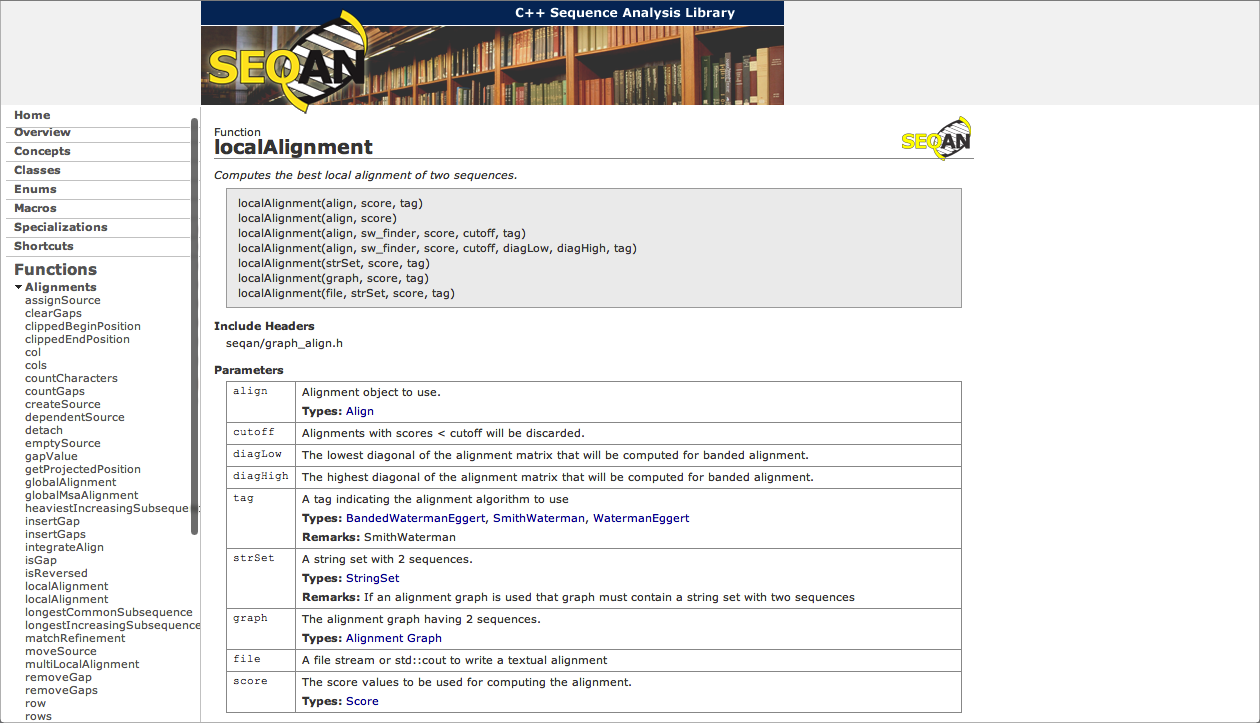 C++ Sequence Analysis Library
SEQAN
Home
Overview
Concepts
Classes
Enums
Macros
Specializations
Shortcuts
Functions
Alignments
assignSource
clearGaps
clippedBeginPosition
clippedEndPosition
col
cols
countCharacters
countGaps
createSource
dependentSource
detach
emptySource
gapValue
getProjectedPosition
globalAlignment
globalMsaAlignment
heaviestIncreasingSubseque
insertGap
insertGaps
integrateAlign
isGap
isReversed
localAlignment
localAlignment
longestCommonSubsequence
longestIncreasingSubsequence
matchRefinement
moveSource
multiLocalAlignment
removeGap
removeGaps
row
rows
Function
localAlignment
SEQAN
Computes the best local alignment of two sequences.
localAlignment(align, score, tag)
localAlignment(align, score)
localAlignment(align, sw_finder, score, cutoff, tag)
localAlignment(align, sw_finder, score, cutoff, diagLow, diagHigh, tag)
localAlignment(strSet, score, tag)
localAlignment(graph, score, tag)
localAlignment(file, strSet, score, tag)
Include Headers
seqan/graph_align.h
Parameters
align Alignment object to use.
Types: Align
cutoff Alignments with scores < cutoff will be discarded.
diagLow The lowest diagonal of the alignment matrix that will be computed for banded alignment.
diagHigh The highest diagonal of the alignment matrix that will be computed for banded alignment.
tag A tag indicating the alignment algorithm to use
Types: BandedWatermanEggert, SmithWaterman, WatermanEggert
Remarks: SmithWaterman
strSet A string set with 2 sequences.
Types: StringSet
Remarks: If an alignment graph is used that graph must contain a string set with two sequences
graph The alignment graph having 2 sequences.
Types: Alignment Graph
file A file stream or std::cout to write a textual alignment
score The score values to be used for computing the alignment.
Types: Score